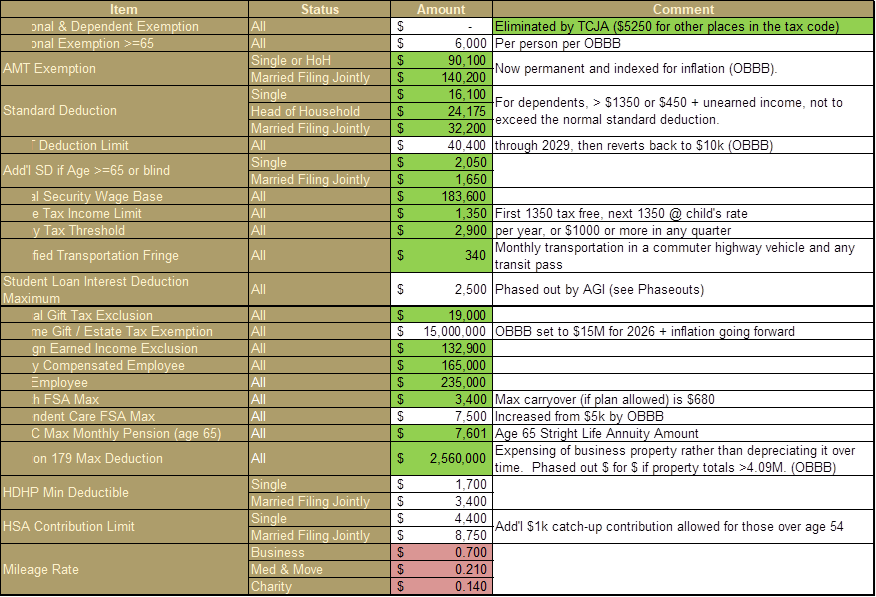 Item Status Amount Comment
onal & Dependent Exemption All $ - Eliminated by TCJA ($5250 for other places in the tax code)
onal Exemption >=65 All $ 6,000 Per person per OBBB
AMT Exemption Single or HoH $ 90,100 Now permanent and indexed for inflation (OBBB).
Married Filing Jointly $ 140,200
Standard Deduction Single $ 16,100 For dependents, > $1350 or $450 + unearned income, not to
Head of Household $ 24,175 exceed the normal standard deduction.
Married Filing Jointly $ 32,200
Deduction Limit All $ 40,400 through 2029, then reverts back to $10k (OBBB)
Add'l SD if Age >=65 or blind Single $ 2,050
Married Filing Jointly $ 1,650
al Security Wage Base All $ 183,600
e Tax Income Limit All $ 1,350 First 1350 tax free, next 1350 @ child's rate
y Tax Threshold All $ 2,900 per year, or $1000 or more in any quarter
fied Transportation Fringe All $ 340 Monthly transportation in a commuter highway vehicle and any
transit pass
Student Loan Interest Deduction
Maximum All $ 2,500 Phased out by AGI (see Phaseouts)
al Gift Tax Exclusion All $ 19,000
me Gift / Estate Tax Exemption All $ 15,000,000 OBBB set to $15M for 2026 + inflation going forward
gn Earned Income Exclusion All $ 132,900
y Compensated Employee All $ 165,000
Employee All $ 235,000
h FSA Max All $ 3,400 Max carryover (if plan allowed) is $680
ndent Care FSA Max All $ 7,500 Increased from $5k by OBBB
C Max Monthly Pension (age 65) All $ 7,601 Age 65 Stright Life Annuity Amount
on 179 Max Deduction All $ 2,560,000 Expensing of business property rather than depreciating it over
time. Phased out $ for $ if property totals >4.09M. (OBBB)
HDHP Min Deductible Single $ 1,700
Married Filing Jointly $ 3,400
HSA Contribution Limit Single $ 4,400 Add'l $1k catch-up contribution allowed for those over age 54
Married Filing Jointly $ 8,750
Mileage Rate Business $ 0.700
Med & Move $ 0.210
Charity $ 0.140